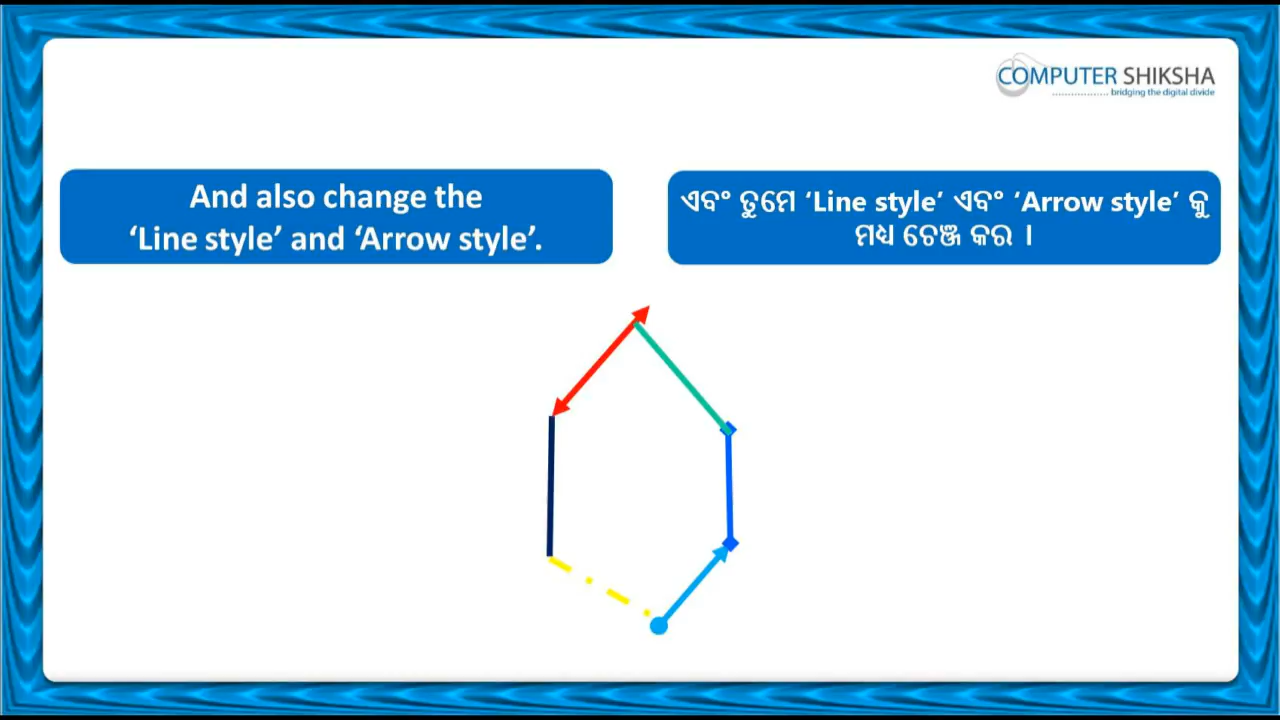 COMPUTER SHIKSHA
bridging the digital divide
And also change the
‘Line style’ and ‘Arrow style’.
ଏବଂ ତୁମେ ‘Line style’ ଏବଂ ‘Arrow style’ କୁ
ମଧ୍ୟ ଚେଞ୍ଜ କର ।